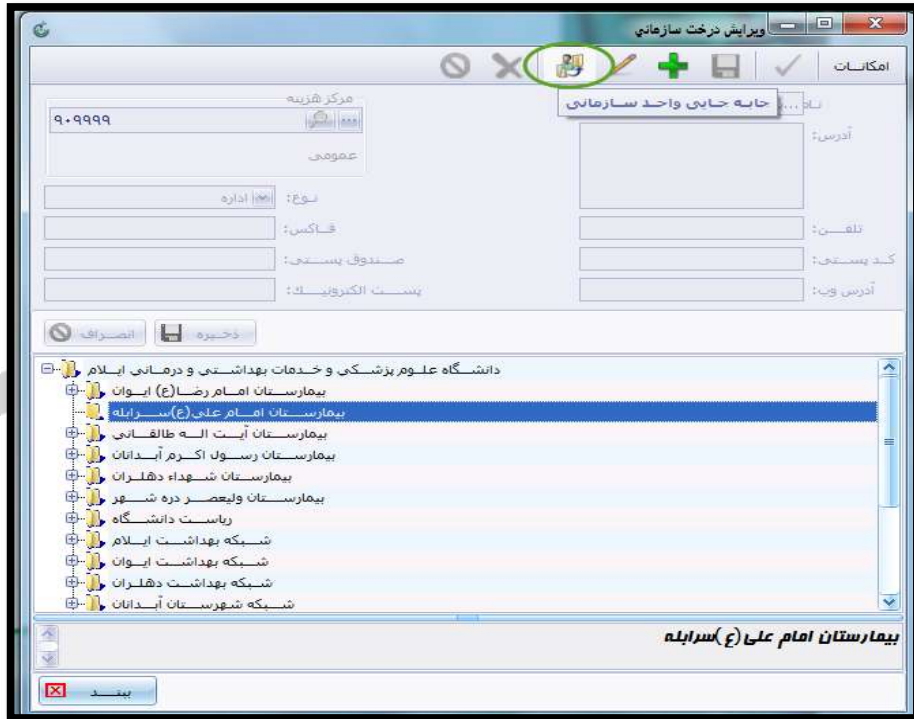 ویرایش درخت سازمانی
امکانات
جابه جایی واحد سازمانی
مرکز هزینه
۹۰۹۹۹۹
عمومی
آدرس:
نوع: اداره
تلفن:
فاکس:
کد پستی:
صندوق پستی:
آدرس وب:
پست الکترونیک:
ذخیره
انصراف
دانشگاه علوم پزشکی و خدمات بهداشتی و درمانی ایلام
بیمارستان امام رضا(ع) ایوان
بیمارستان امام علی(ع)سرابله
بیمارستان آیت اله طالقانی
بیمارستان رسول اکرم آبدانان
بیمارستان شهداء دهلران
بیمارستان ولیعصر دره شهر
ریاست دانشگاه
شبکه بهداشت ایلام
شبکه بهداشت ایوان
شبکه بهداشت دهلران
شبکه شهرستان آبدانان
بیمارستان امام علی(ع)سرابله
ببند